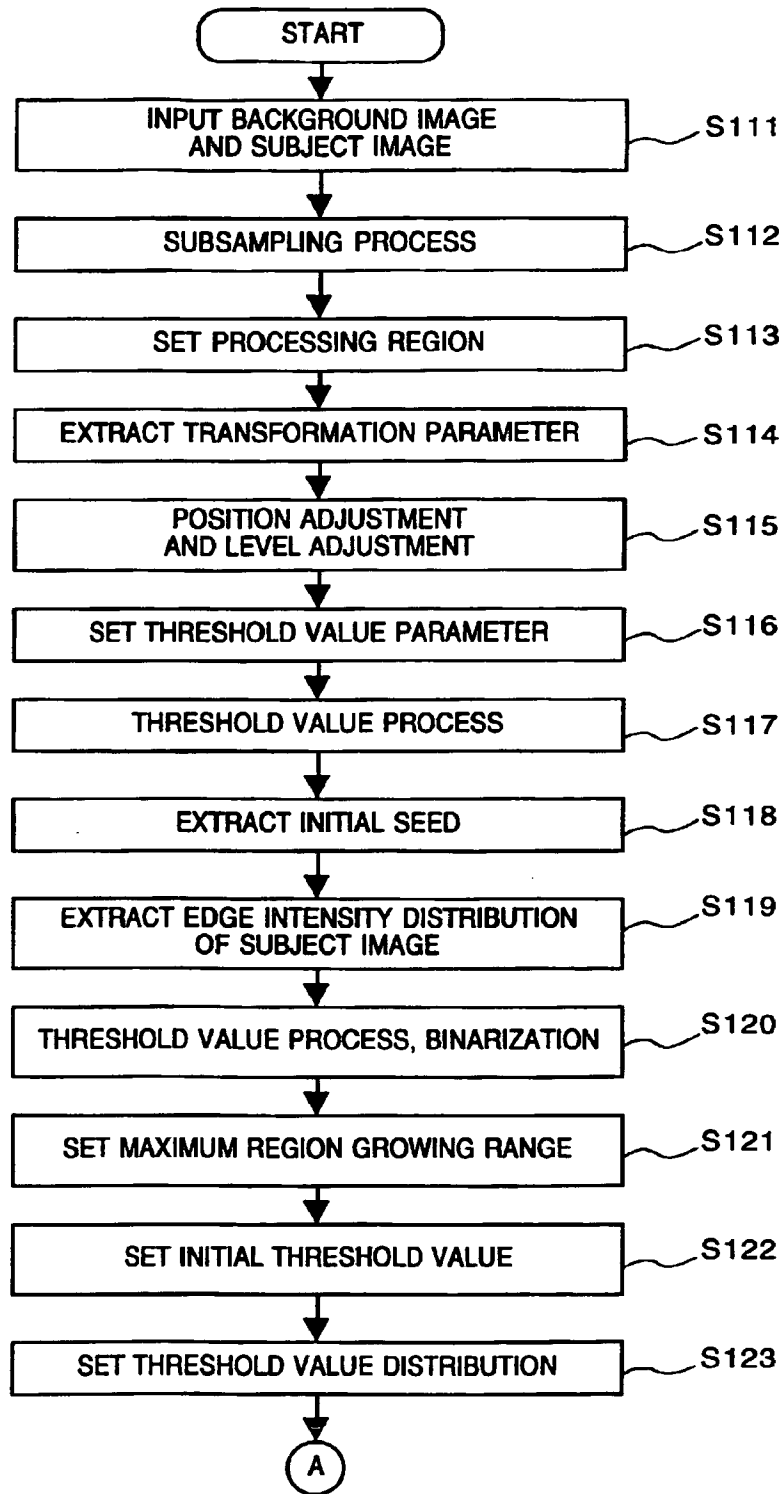 START
INPUT BACKGROUND IMAGE
AND SUBJECT IMAGE
S111
SUBSAMPLING PROCESS
S112
SET PROCESSING REGION
S113
EXTRACT TRANSFORMATION PARAMETER
S114
POSITION ADJUSTMENT
AND LEVEL ADJUSTMENT
S115
SET THRESHOLD VALUE PARAMETER
S116
THRESHOLD VALUE PROCESS
S117
EXTRACT INITIAL SEED
S118
EXTRACT EDGE INTENSITY DISTRIBUTION
OF SUBJECT IMAGE
S119
THRESHOLD VALUE PROCESS, BINARIZATION
S120
SET MAXIMUM REGION GROWING RANGE
S121
SET INITIAL THRESHOLD VALUE
S122
SET THRESHOLD VALUE DISTRIBUTION
S123
A